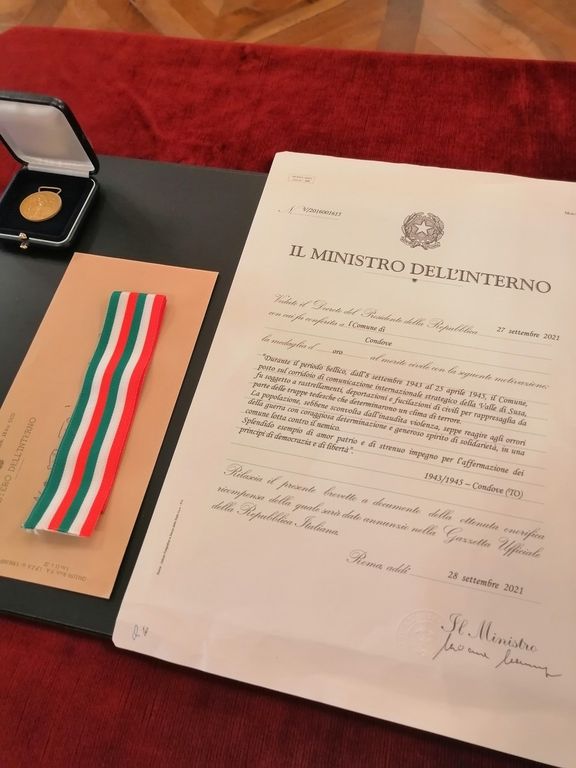 N. V/2016001613
IL MINISTRO DELL'INTERNO
Veduto il Decreto del Presidente della Repubblica 27 settembre 2021
con cui fu conferita a l Comune di
Condove
la medaglia d' oro al merito civile con la seguente motivazione:
"Durante il periodo bellico, dall'8 settembre 1943 al 25 aprile 1945, il Comune,
posto sul corridoio di comunicazione internazionale strategico della Valle di Susa,
fu soggetto a rastrellamenti, deportazioni e fucilazioni di civili per rappresaglia da
parte delle truppe tedesche che determinarono un clima di terrore.
La popolazione, sebbene sconvolta dall'inaudita violenza, seppe reagire agli orrori
della guerra con coraggiosa determinazione e generoso spirito di solidarietà, in una
comune lotta contro il nemico.
Splendido esempio di amor patrio e di strenuo impegno per l'affermazione dei
principi di democrazia e di libertà".
1943/1945 – Condove (TO)
Rilascia il presente brevetto a documento della ottenuta onorifica
ricompensa della quale sarà dato annunzio nella Gazzetta Ufficiale
della Repubblica Italiana.
Roma, addì 28 settembre 2021
Il Ministro
DELL'INTERNO